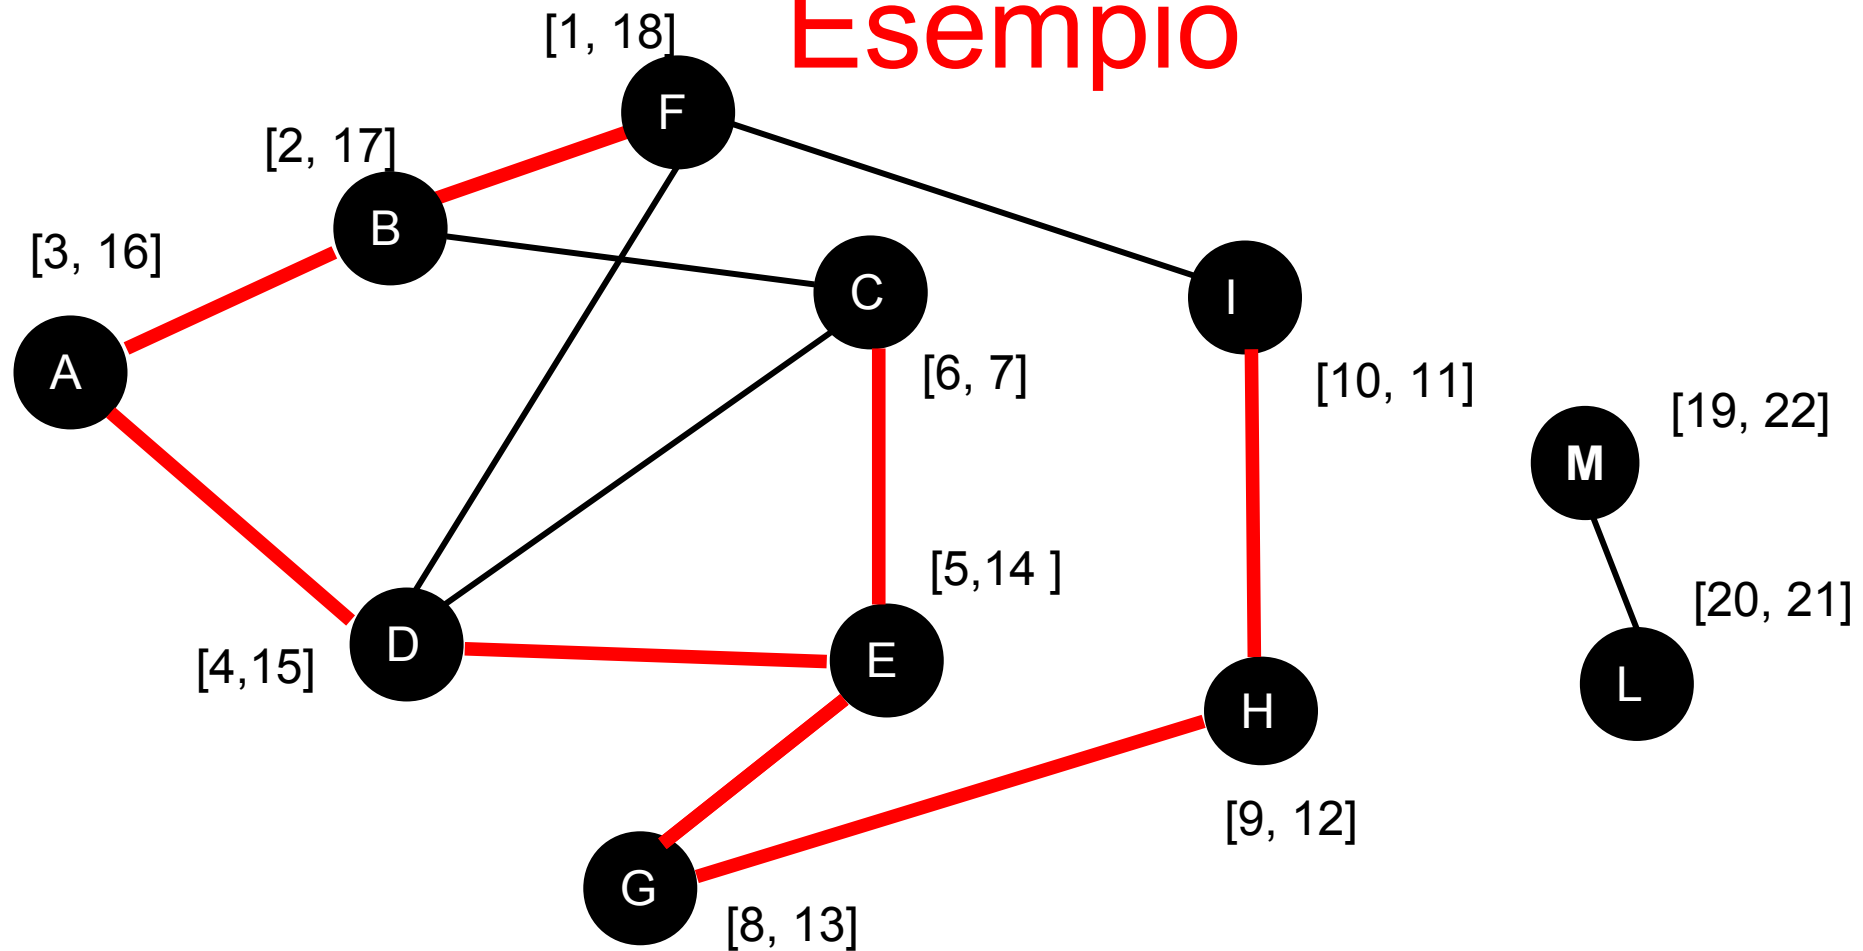 Esempio
[1, 18]
F
[2, 17]
B
[3, 16]
A
C
[6, 7]
I
[10, 11]
[19, 22]
M
[5,14 ]
[20, 21]
D
[4,15]
E
L
H
[9, 12]
G
[8, 13]